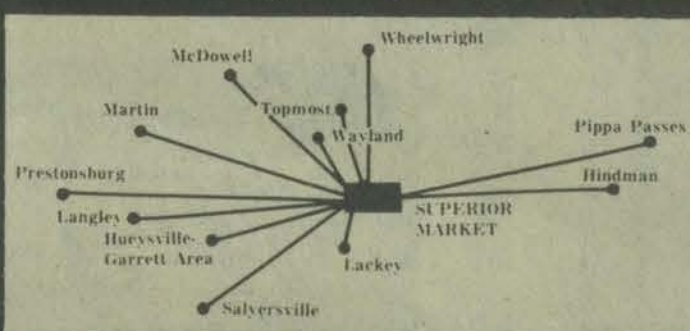 Wheelwright
McDowell
Martin
Topmost
Wayland
Pippa Passes
Prestonsburg
Hindman
Langley
SUPERIOR
MARKET
Hueysville-
Garrett Area
Lackey
Salyersville